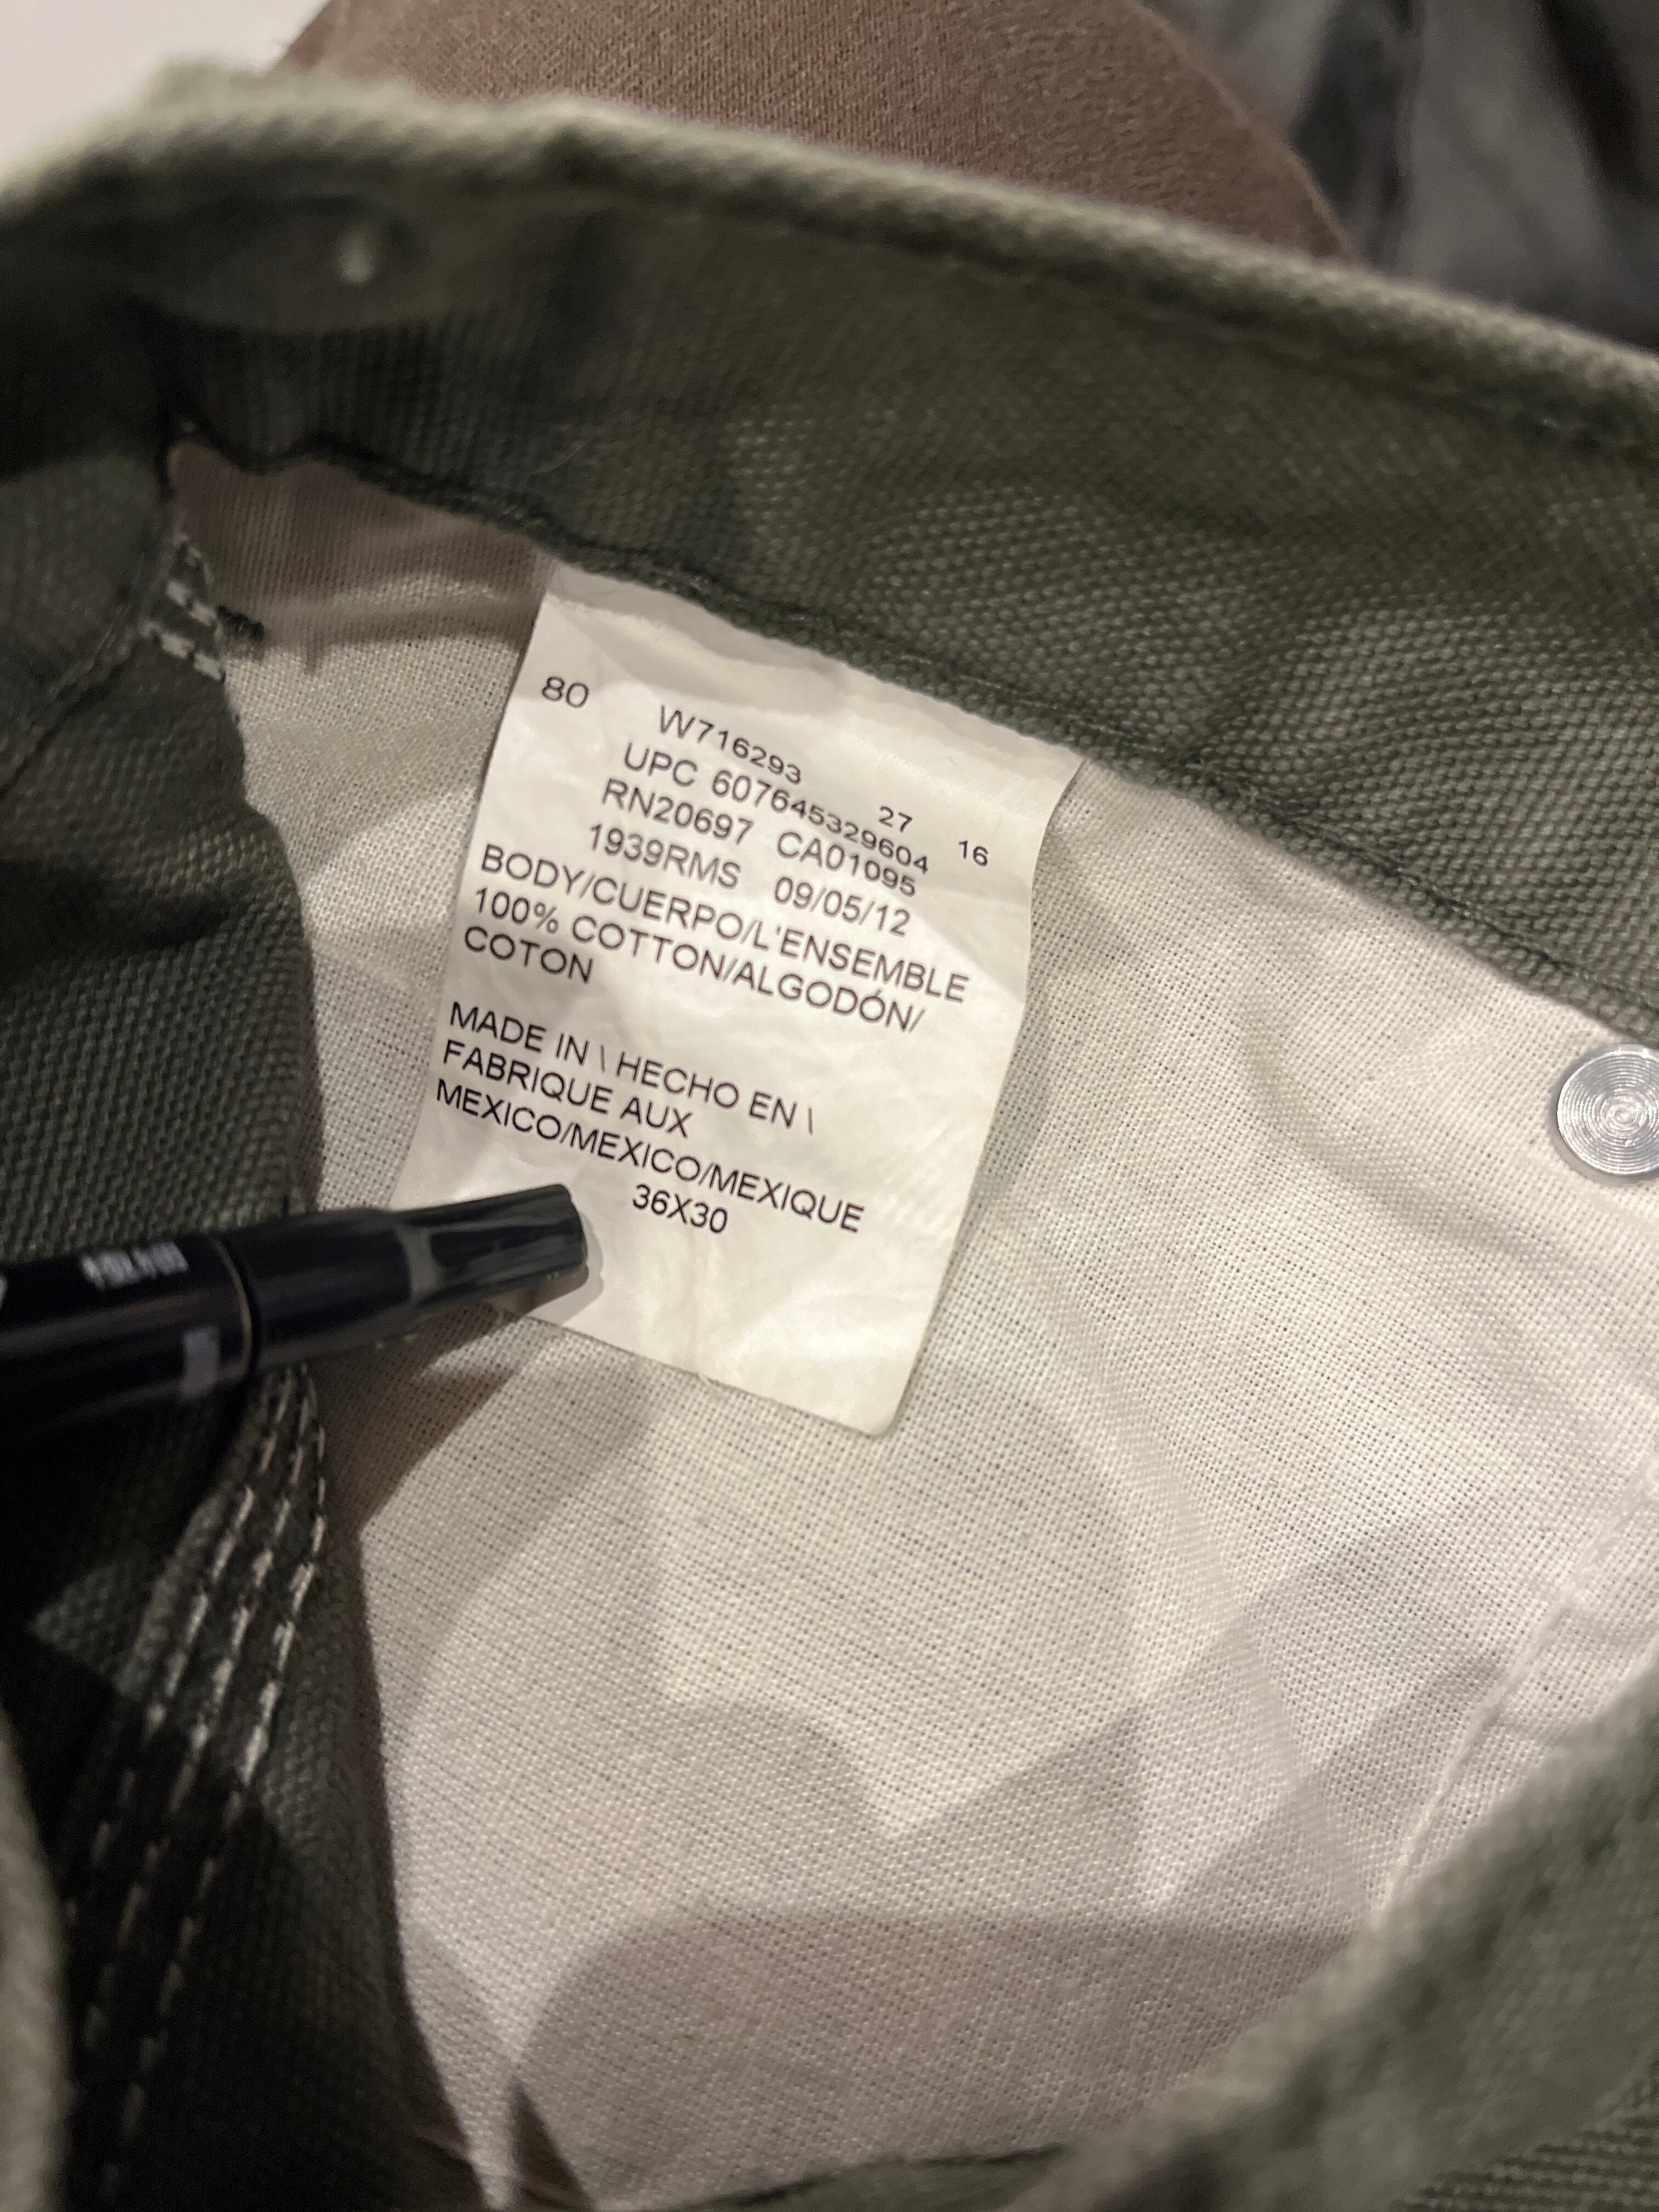 80 W716293 27 16
UPC 607645329604
RN20697 CA01095
1939RMS 09/05/12
BODY/CUERPO/L'ENSEMBLE
100% COTTON/ALGODÓN/
COTON
MADE IN \ HECHO EN \
FABRIQUE AUX
MEXICO/MEXICO/MEXIQUE
36X30